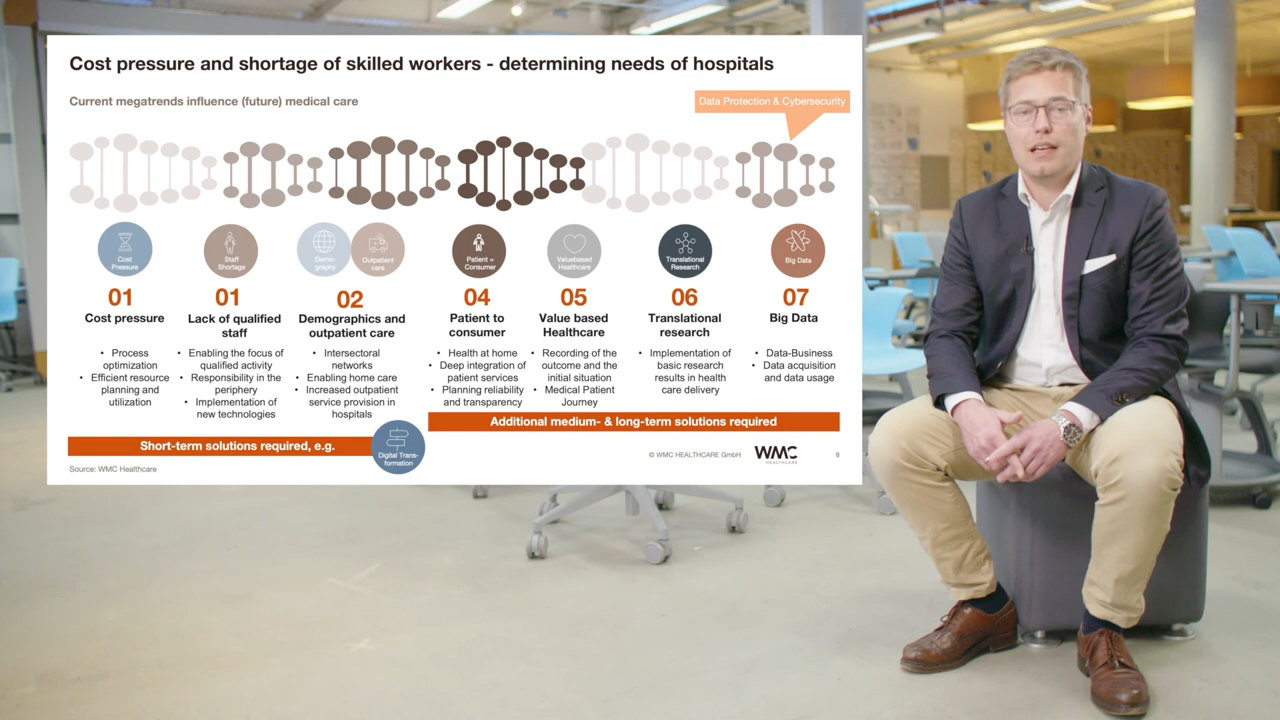 Cost pressure and shortage of skilled workers - determining needs of hospitals
Current megatrends influence (future) medical care
Data Protection & Cybersecurity
Cost
Pressure
Staff
Shortage
Demo-
graphy
Outpatient
care
Patient =
Consumer
Valuebased
Healthcare
Translational
Research
Big Data
01
Cost pressure
• Process
optimization
• Efficient resource
planning and
utilization
01
Lack of qualified
staff
• Enabling the focus of
qualified activity
• Responsibility in the
periphery
• Implementation of
new technologies
02
Demographics and
outpatient care
• Intersectoral
networks
• Enabling home care
• Increased outpatient
service provision in
hospitals
04
Patient to
consumer
• Health at home
• Deep integration of
patient services
• Planning reliability
and transparency
05
Value based
Healthcare
• Recording of the
outcome and the
initial situation
• Medical Patient
Journey
06
Translational
research
• Implementation of
basic research
results in health
care delivery
07
Big Data
• Data-Business
• Data acquisition
and data usage
Additional medium- & long-term solutions required
Short-term solutions required, e.g.
Digital Trans-
formation
Source: WMC Healthcare
© WMC HEALTHCARE GmbH
WMC
HEALTHCARE
8